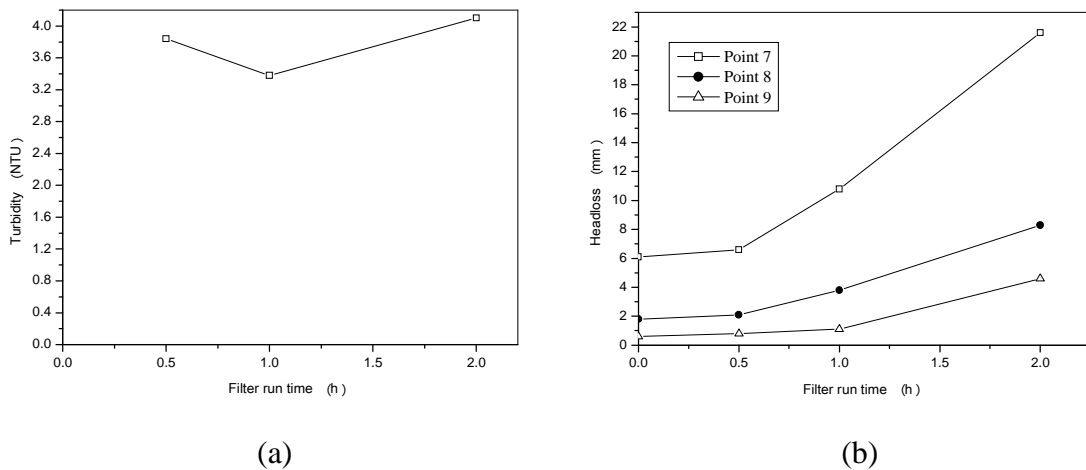 4.0
3.6
3.2
2.8
2.4
2.0
1.6
1.2
0.8
0.4
0.0
Turbidity (NTU)
0.0 0.5 1.0 1.5 2.0
Filter run time (h)
(a)
22
20
18
16
14
12
10
8
6
4
2
0
Headloss (mm)
Point 7
Point 8
Point 9
0.0 0.5 1.0 1.5 2.0
Filter run time (h)
(b)